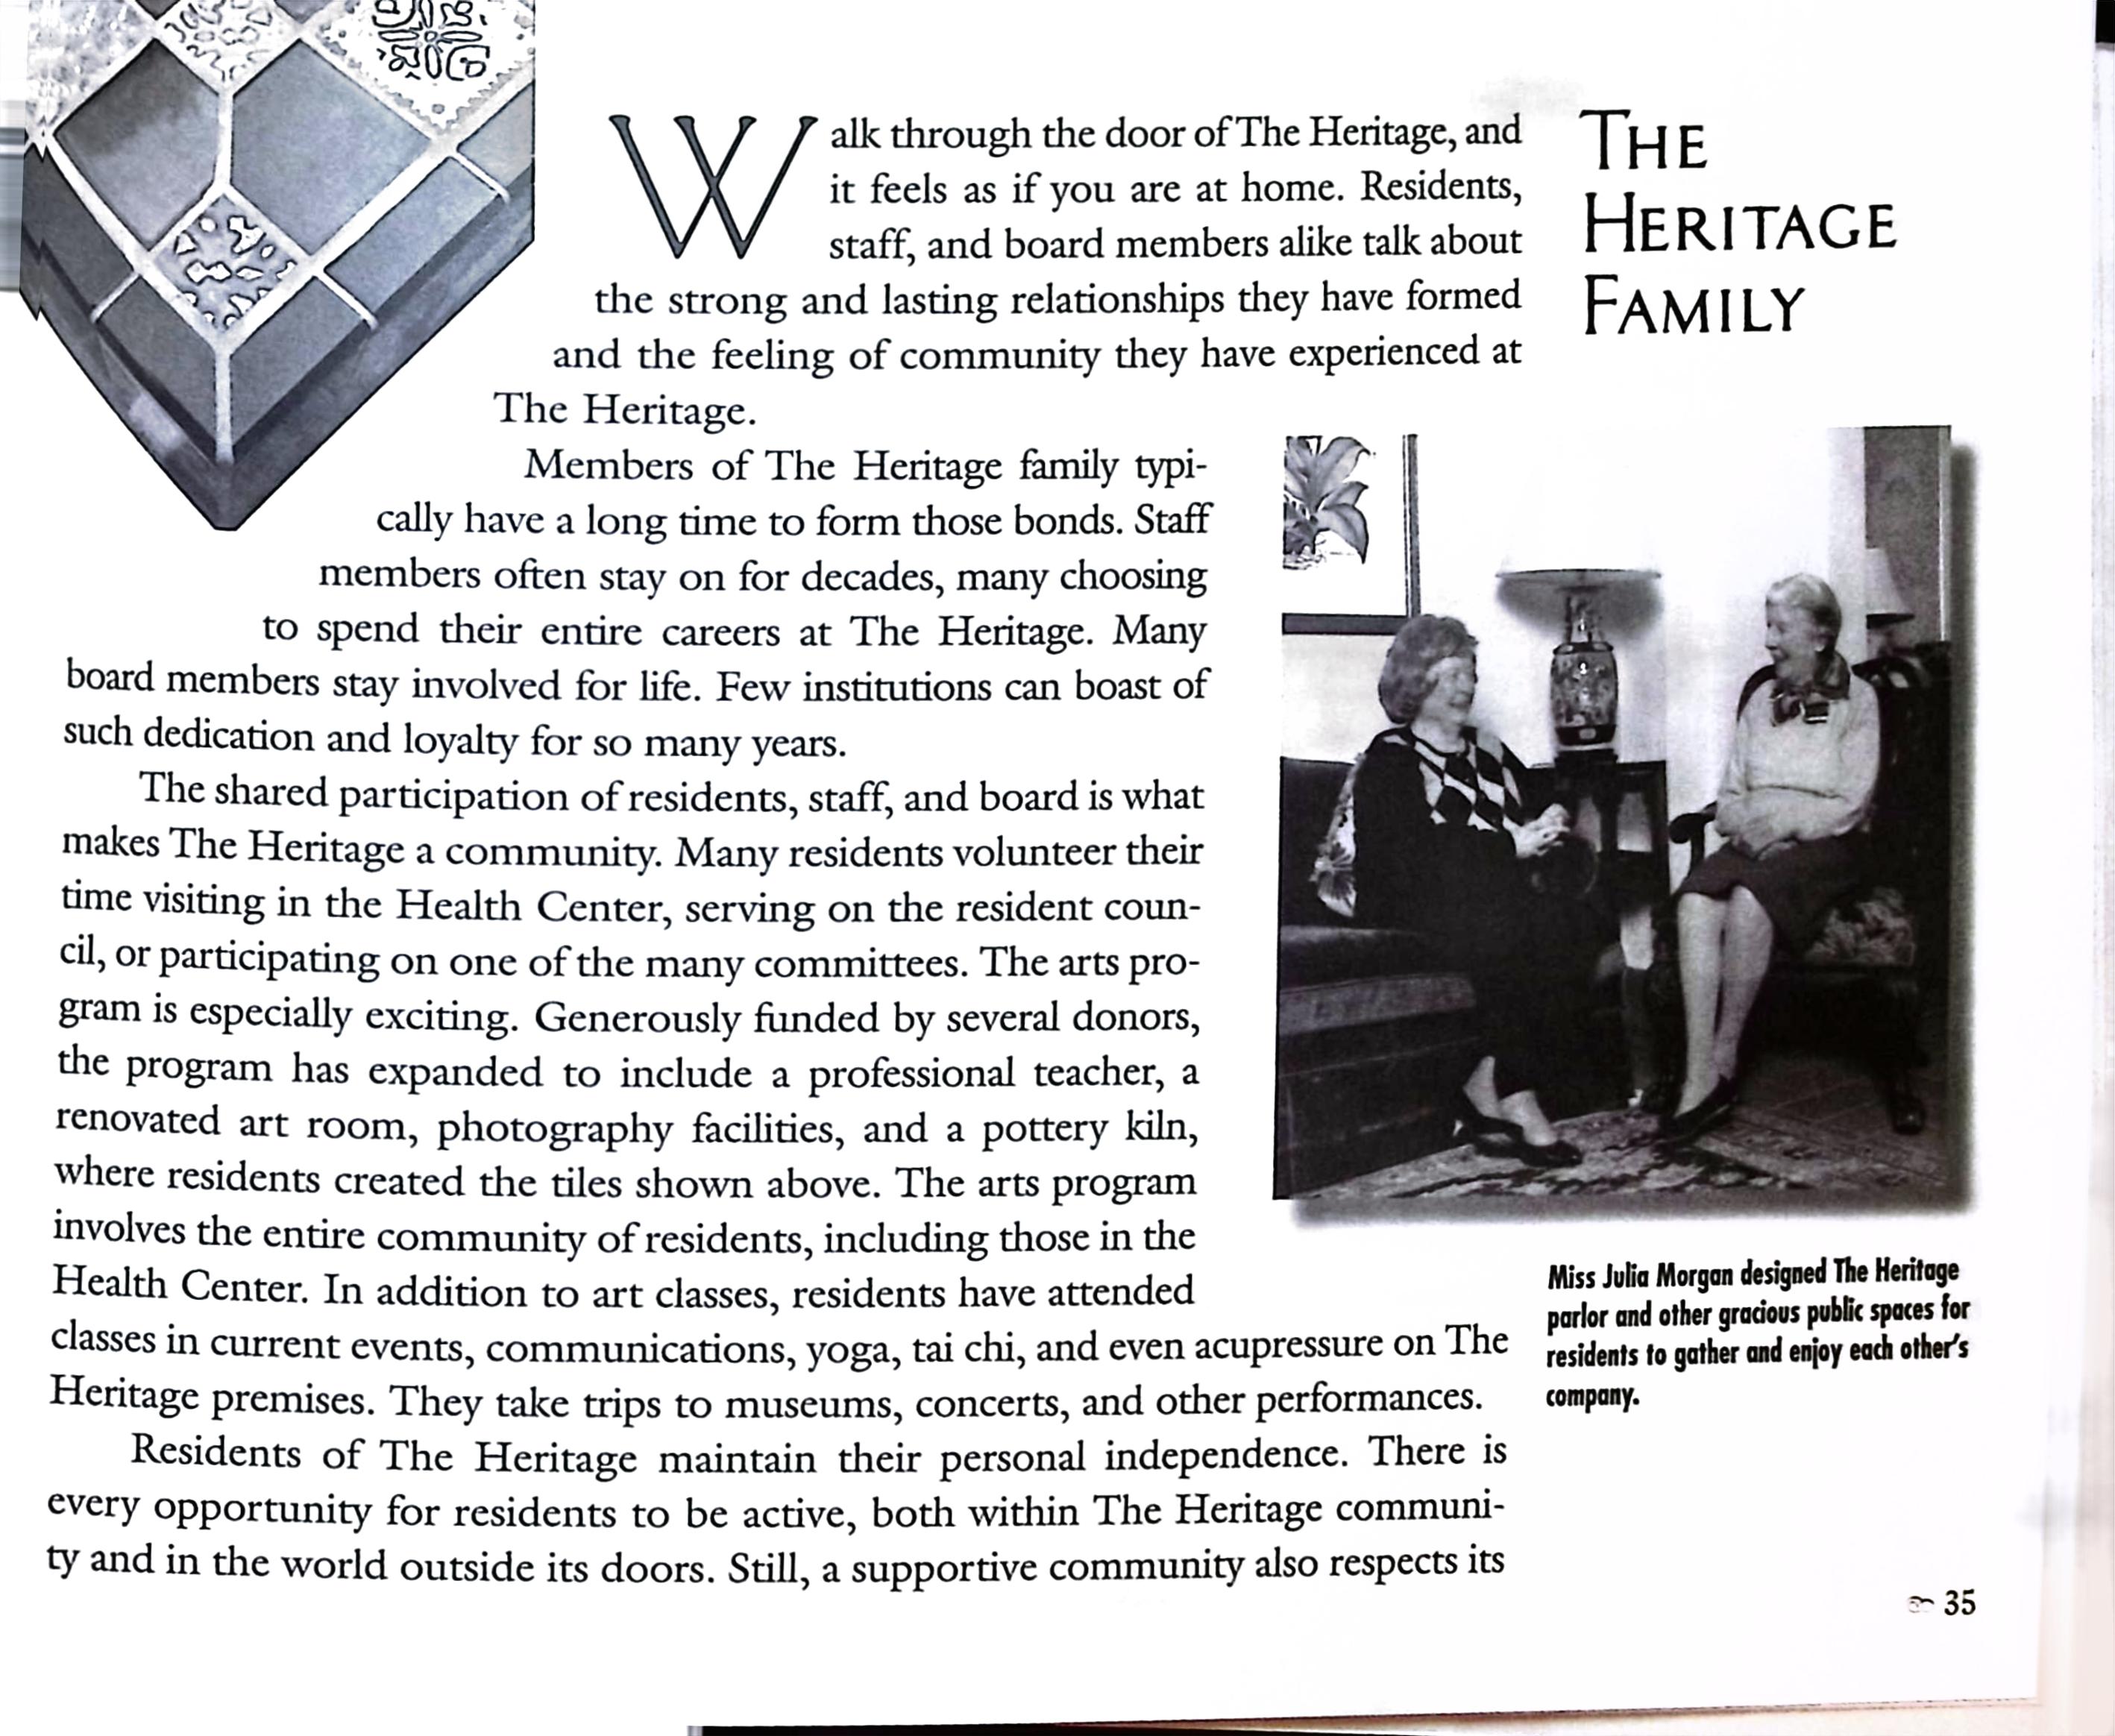 THE
HERITAGE
FAMILY
Walk through the door of The Heritage, and
it feels as if you are at home. Residents,
staff, and board members alike talk about
the strong and lasting relationships they have formed
and the feeling of community they have experienced at
The Heritage.
Members of The Heritage family typi-
cally have a long time to form those bonds. Staff
members often stay on for decades, many choosing
to spend their entire careers at The Heritage. Many
board members stay involved for life. Few institutions can boast of
such dedication and loyalty for so many years.
The shared participation of residents, staff, and board is what
makes The Heritage a community. Many residents volunteer their
time visiting in the Health Center, serving on the resident coun-
cil, or participating on one of the many committees. The arts pro-
gram is especially exciting. Generously funded by several donors,
the program has expanded to include a professional teacher, a
renovated art room, photography facilities, and a pottery kiln,
where residents created the tiles shown above. The arts program
involves the entire community of residents, including those in the
Health Center. In addition to art classes, residents have attended
classes in current events, communications, yoga, tai chi, and even acupressure on The
Heritage premises. They take trips to museums, concerts, and other performances.
Residents of The Heritage maintain their personal independence. There is
every opportunity for residents to be active, both within The Heritage communi-
ty and in the world outside its doors. Still, a supportive community also respects its
Miss Julia Morgan designed The Heritage
parlor and other gracious public spaces for
residents to gather and enjoy each other's
company.
35